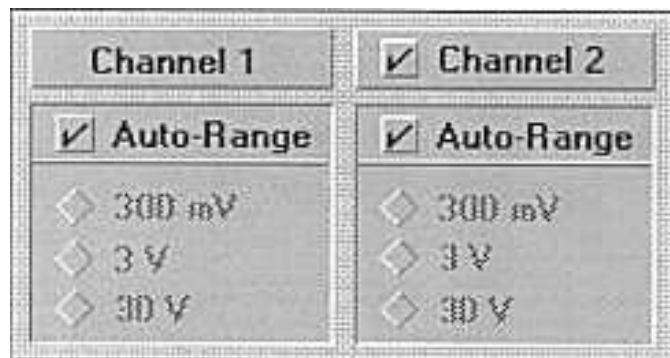 Channel 1
Auto-Range
300 mV
3 V
30 V
Channel 2
Auto-Range
300 mV
3 V
30 V